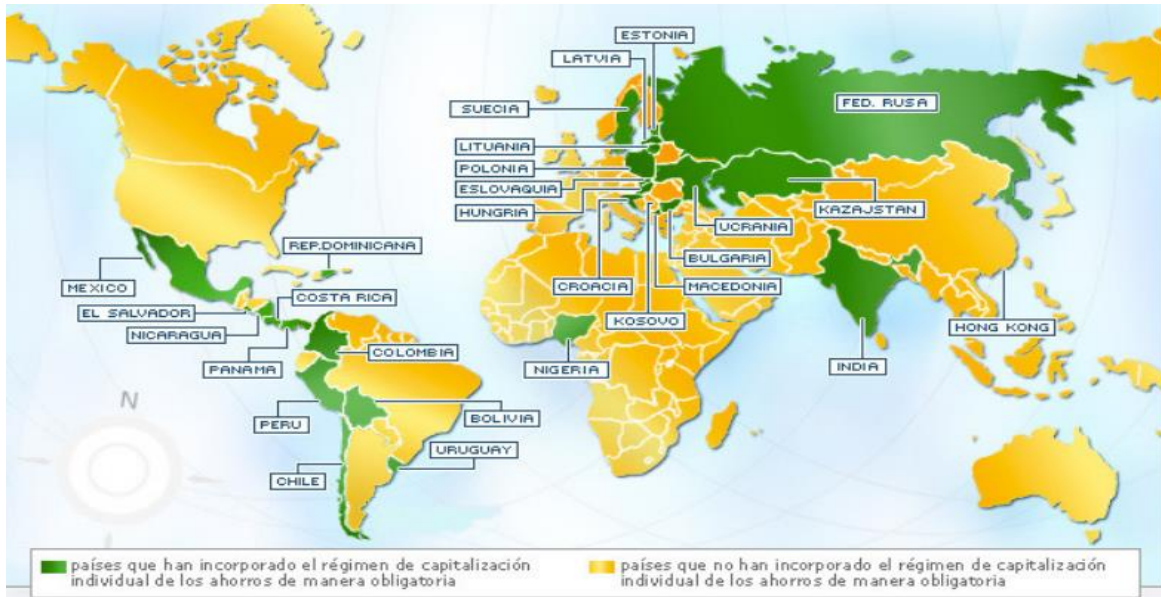 ESTONIA
LATVIA
SUECIA
FED. RUSA
LITUANIA
POLONIA
ESLOVAQUIA
HUNGRIA
KAZAJSTAN
UCRANIA
REP.DOMINICANA
BULGARIA
MEXICO
COSTA RICA
CROACIA
MACEDONIA
EL SALVADOR
KOSOVO
NICARAGUA
HONG KONG
COLOMBIA
PANAMA
NIGERIA
INDIA
N
BOLIVIA
PERU
URUGUAY
CHILE
países que han incorporado el régimen de capitalización
individual de los ahorros de manera obligatoria
países que no han incorporado el régimen de capitalización
individual de los ahorros de manera obligatoria